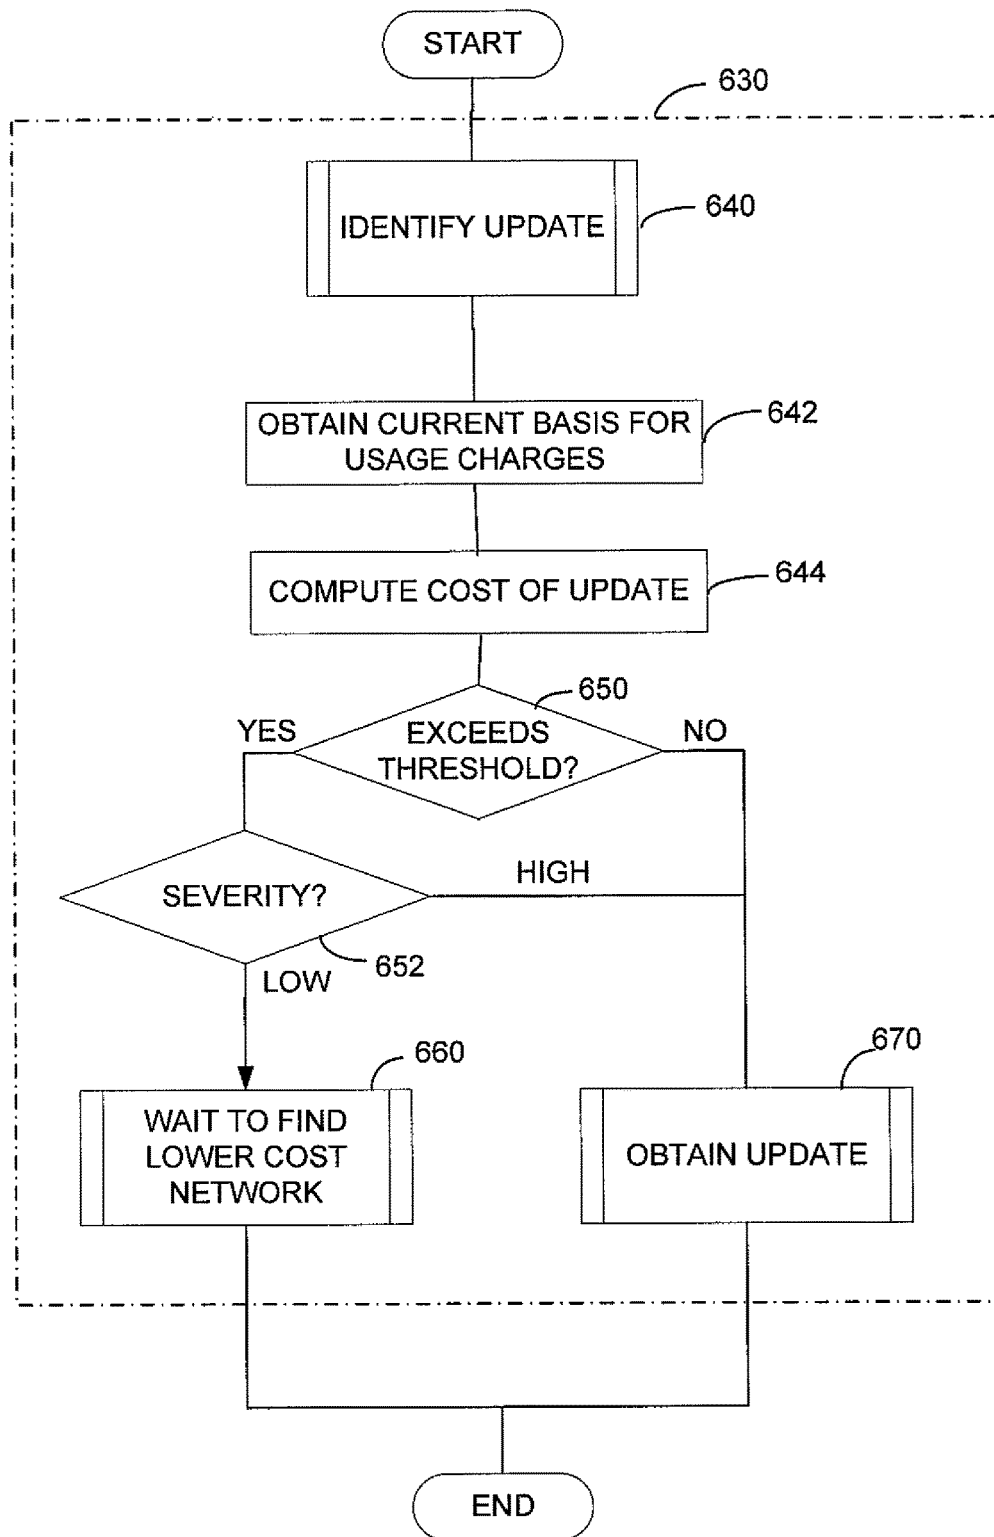 START
630
IDENTIFY UPDATE
640
OBTAIN CURRENT BASIS FOR
USAGE CHARGES
642
COMPUTE COST OF UPDATE
644
650
YES
EXCEEDS
THRESHOLD?
NO
SEVERITY?
HIGH
652
LOW
660
670
WAIT TO FIND
LOWER COST
NETWORK
OBTAIN UPDATE
END